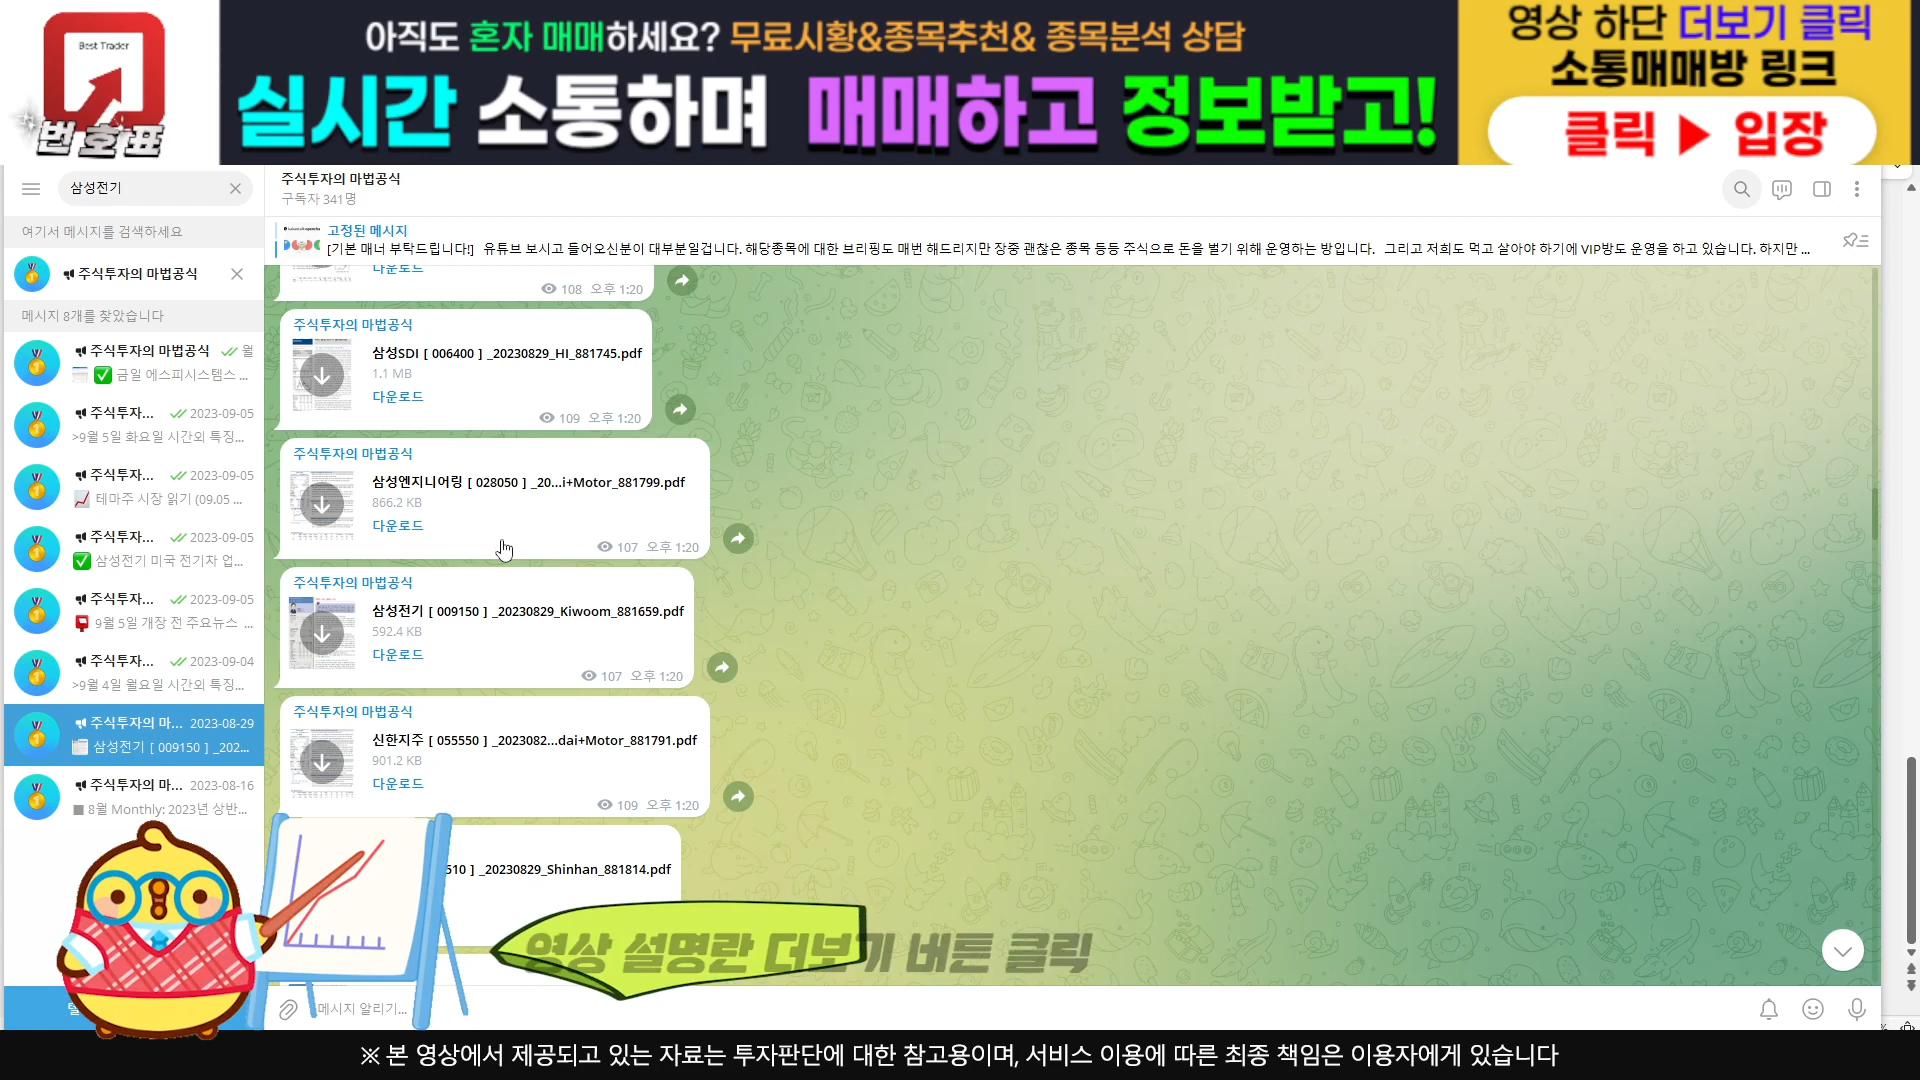 Best Trader
번호표
아직도 혼자 매매하세요? 무료시황&종목추천& 종목분석 상담
실시간 소통하며 매매하고 정보받고!
영상 하단 더보기 클릭
소통매매방 링크
클릭 ▶ 입장
삼성전기
여기서 메시지를 검색하세요
주식투자의 마법공식
메시지 8개를 찾았습니다
주식투자의 마법공식 월
✅ 금일 에스피시스템스 ...
주식투자... 2023-09-05
>9월 5일 화요일 시간외 특징...
주식투자... 2023-09-05
테마주 시장 읽기 (09.05 ...
주식투자... 2023-09-05
✅ 삼성전기 미국 전기차 업...
주식투자... 2023-09-05
9월 5일 개장 전 주요뉴스 ...
주식투자... 2023-09-04
>9월 4일 월요일 시간외 특징...
주식투자의 마... 2023-08-29
삼성전기 [ 009150 ] _202...
주식투자의 마... 2023-08-16
■ 8월 Monthly: 2023년 상반...
주식투자의 마법공식
구독자 341명
고정된 메시지
[기본 매너 부탁드립니다!] 유튜브 보시고 들어오신분이 대부분일겁니다. 해당종목에 대한 브리핑도 매번 해드리지만 장중 괜찮은 종목 등등 주식으로 돈을 벌기 위해 운영하는 방입니다. 그리고 저희도 먹고 살아야 하기에 VIP방도 운영을 하고 있습니다. 하지만 ...
다운로드
108 오후 1:20
주식투자의 마법공식
삼성SDI [ 006400 ] _20230829_HI_881745.pdf
1.1 MB
다운로드
109 오후 1:20
주식투자의 마법공식
삼성엔지니어링 [ 028050 ] _20...i+Motor_881799.pdf
866.2 KB
다운로드
107 오후 1:20
주식투자의 마법공식
삼성전기 [ 009150 ] _20230829_Kiwoom_881659.pdf
592.4 KB
다운로드
107 오후 1:20
주식투자의 마법공식
신한지주 [ 055550 ] _2023082...dai+Motor_881791.pdf
901.2 KB
다운로드
109 오후 1:20
510 ] _20230829_Shinhan_881814.pdf
영상 설명란 더보기 버튼 클릭
메시지 알리기...
※ 본 영상에서 제공되고 있는 자료는 투자판단에 대한 참고용이며, 서비스 이용에 따른 최종 책임은 이용자에게 있습니다